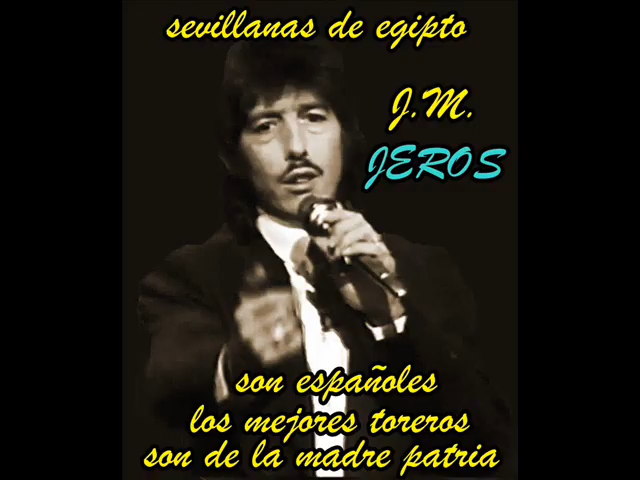 sevillanas de egipto
J.M.
JEROS
son españoles
los mejores toreros
son de la madre patria